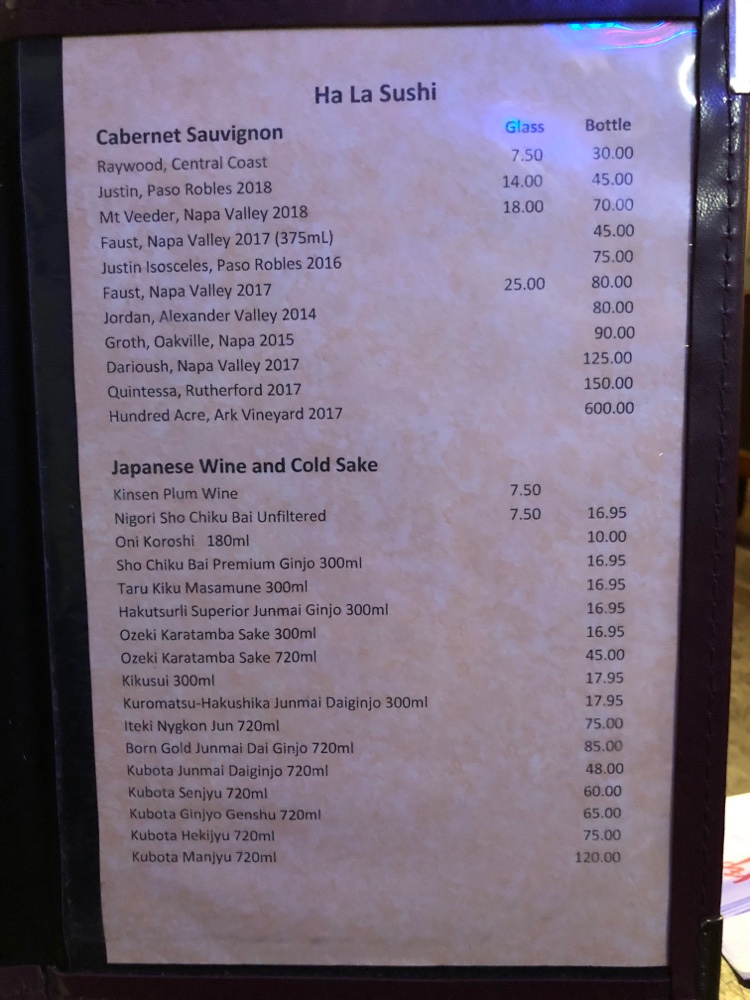 Ha La Sushi
Cabernet Sauvignon Glass Bottle
Raywood, Central Coast 7.50 30.00
Justin, Paso Robles 2018 14.00 45.00
Mt Veeder, Napa Valley 2018 18.00 70.00
Faust, Napa Valley 2017 (375mL) 45.00
Justin Isosceles, Paso Robles 2016 75.00
Faust, Napa Valley 2017 25.00 80.00
Jordan, Alexander Valley 2014 80.00
Groth, Oakville, Napa 2015 90.00
Darioush, Napa Valley 2017 125.00
Quintessa, Rutherford 2017 150.00
Hundred Acre, Ark Vineyard 2017 600.00
Japanese Wine and Cold Sake
Kinsen Plum Wine 7.50
Nigori Sho Chiku Bai Unfiltered 7.50 16.95
Oni Koroshi 180ml 10.00
Sho Chiku Bai Premium Ginjo 300ml 16.95
Taru Kiku Masamune 300ml 16.95
Hakutsurli Superior Junmai Ginjo 300ml 16.95
Ozeki Karatamba Sake 300ml 16.95
Ozeki Karatamba Sake 720ml 45.00
Kikusui 300ml 17.95
Kuromatsu-Hakushika Junmai Daiginjo 300ml 17.95
Iteki Nygkon Jun 720ml 75.00
Born Gold Junmai Dai Ginjo 720ml 85.00
Kubota Junmai Daiginjo 720ml 48.00
Kubota Senjyu 720ml 60.00
Kubota Ginjyo Genshu 720ml 65.00
Kubota Hekijyu 720ml 75.00
Kubota Manjyu 720ml 120.00